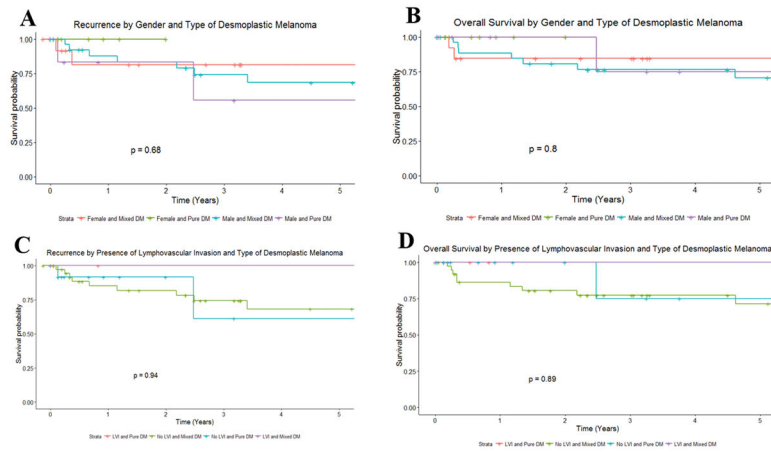 A
Recurrence by Gender and Type of Desmoplastic Melanoma
Survival probability
1.00
0.75
0.50
0.25
0.00
p = 0.68
0 1 2 3 4 5
Time (Years)
Strata Female and Mixed DM Female and Pure DM Male and Mixed DM Male and Pure DM
B
Overall Survival by Gender and Type of Desmoplastic Melanoma
Survival probability
1.00
0.75
0.50
0.25
0.00
p = 0.8
0 1 2 3 4 5
Time (Years)
Strata Female and Mixed DM Female and Pure DM Male and Mixed DM Male and Pure DM
C
Recurrence by Presence of Lymphovascular Invasion and Type of Desmoplastic Melanoma
Survival probability
1.00
0.75
0.50
0.25
0.00
p = 0.94
0 1 2 3 4 5
Time (Years)
Strata LVI and Pure DM No LVI and Mixed DM No LVI and Pure DM LVI and Mixed DM
D
Overall Survival by Presence of Lymphovascular Invasion and Type of Desmoplastic Melanoma
Survival probability
1.00
0.75
0.50
0.25
0.00
p = 0.89
0 1 2 3 4 5
Time (Years)
Strata LVI and Pure DM No LVI and Mixed DM No LVI and Pure DM LVI and Mixed DM